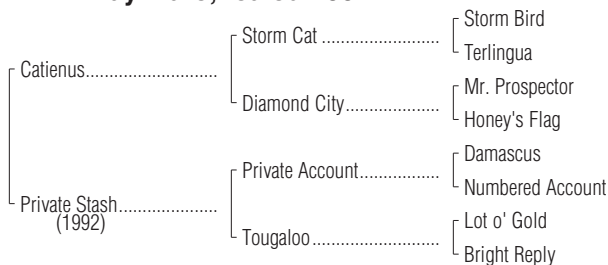 Storm Bird
Storm Cat ........................
Terlingua
Catienus...................................
Mr. Prospector
Diamond City.........................
Honey's Flag
Damascus
Private Account.....................
Numbered Account
Private Stash..........................
(1992)
Lot o' Gold
Tougaloo ................................
Bright Reply